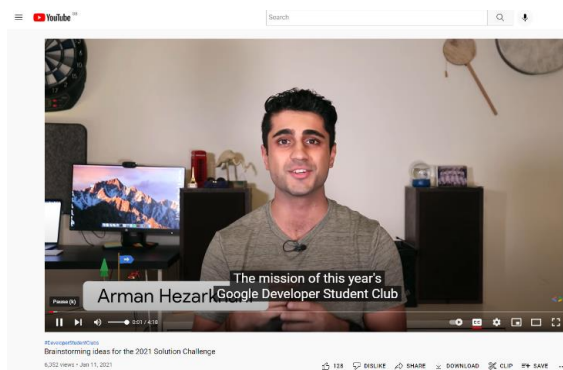 YouTube
Search
The mission of this year's
Arman Hezark
Google Developer Student Club
Pause (k)
0:01 / 4:18
#DeveloperStudentClubs
Brainstorming ideas for the 2021 Solution Challenge
6,352 views • Jan 11, 2021
128 DISLIKE SHARE DOWNLOAD CLIP SAVE ...